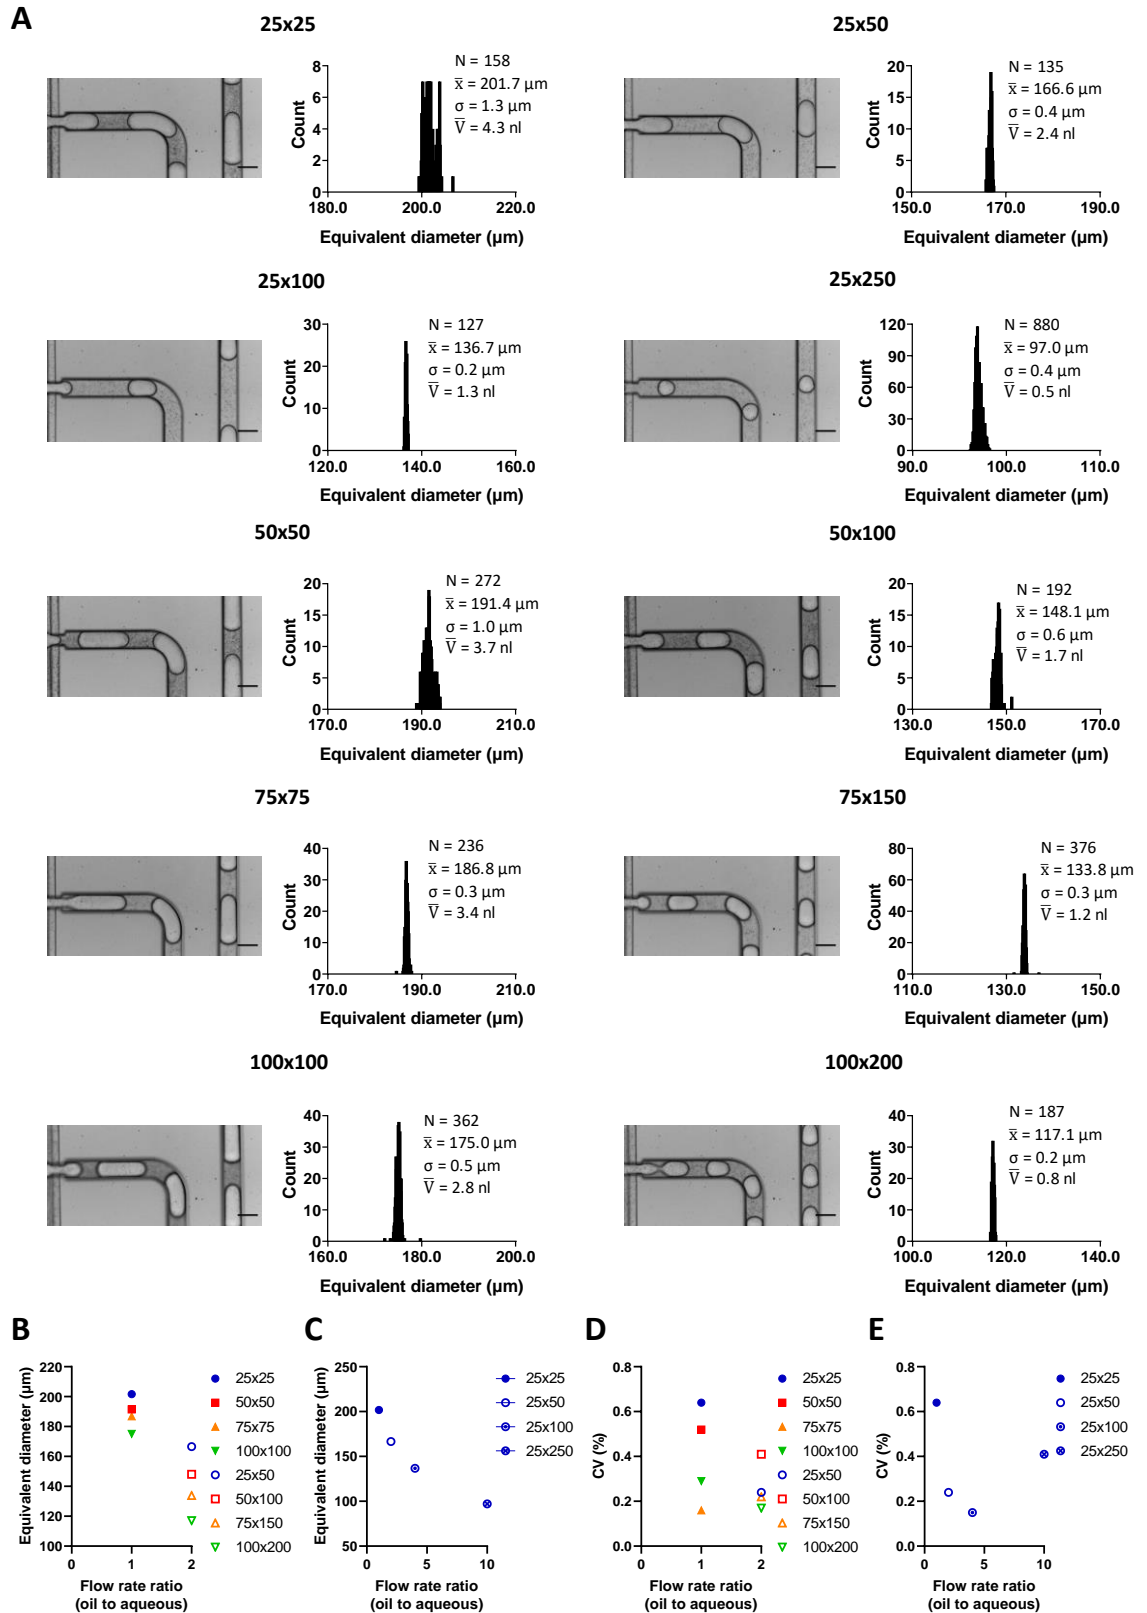 A
25x25
8
6
4
2
0
Count
180.0 200.0 220.0
Equivalent diameter (µm)
N = 158
x̅ = 201.7 µm
σ = 1.3 µm
V̅ = 4.3 nl
25x50
20
15
10
5
0
Count
150.0 170.0 190.0
Equivalent diameter (µm)
N = 135
x̅ = 166.6 µm
σ = 0.4 µm
V̅ = 2.4 nl
25x100
30
20
10
0
Count
120.0 140.0 160.0
Equivalent diameter (µm)
N = 127
x̅ = 136.7 µm
σ = 0.2 µm
V̅ = 1.3 nl
25x250
120
90
60
30
0
Count
90.0 100.0 110.0
Equivalent diameter (µm)
N = 880
x̅ = 97.0 µm
σ = 0.4 µm
V̅ = 0.5 nl
50x50
20
15
10
5
0
Count
170.0 190.0 210.0
Equivalent diameter (µm)
N = 272
x̅ = 191.4 µm
σ = 1.0 µm
V̅ = 3.7 nl
50x100
20
15
10
5
0
Count
130.0 150.0 170.0
Equivalent diameter (µm)
N = 192
x̅ = 148.1 µm
σ = 0.6 µm
V̅ = 1.7 nl
75x75
40
30
20
10
0
Count
170.0 190.0 210.0
Equivalent diameter (µm)
N = 236
x̅ = 186.8 µm
σ = 0.3 µm
V̅ = 3.4 nl
75x150
80
60
40
20
0
Count
110.0 130.0 150.0
Equivalent diameter (µm)
N = 376
x̅ = 133.8 µm
σ = 0.3 µm
V̅ = 1.2 nl
100x100
40
30
20
10
0
Count
160.0 180.0 200.0
Equivalent diameter (µm)
N = 362
x̅ = 175.0 µm
σ = 0.5 µm
V̅ = 2.8 nl
100x200
40
30
20
10
0
Count
100.0 120.0 140.0
Equivalent diameter (µm)
N = 187
x̅ = 117.1 µm
σ = 0.2 µm
V̅ = 0.8 nl
B
Equivalent diameter (µm)
220
200
180
160
140
120
100
0 1 2
Flow rate ratio
(oil to aqueous)
25x25
50x50
75x75
100x100
25x50
50x100
75x150
100x200
C
Equivalent diameter (µm)
250
200
150
100
50
0 5 10
Flow rate ratio
(oil to aqueous)
25x25
25x50
25x100
25x250
D
CV (%)
0.8
0.6
0.4
0.2
0.0
0 1 2
Flow rate ratio
(oil to aqueous)
25x25
50x50
75x75
100x100
25x50
50x100
75x150
100x200
E
CV (%)
0.8
0.6
0.4
0.2
0.0
0 5 10
Flow rate ratio
(oil to aqueous)
25x25
25x50
25x100
25x250